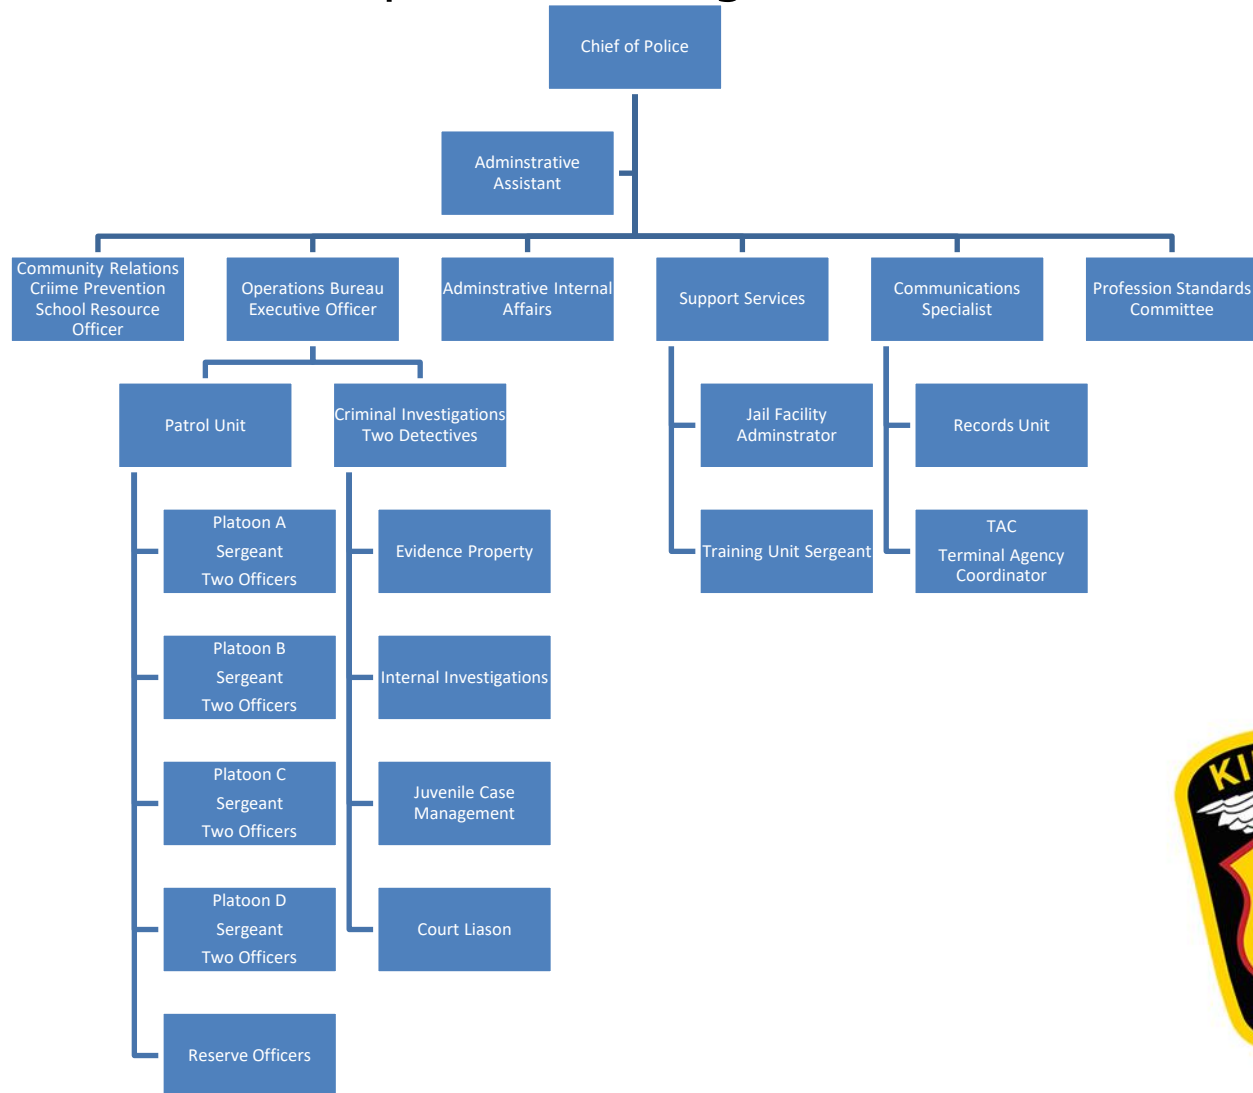 Chief of Police
Adminstrative
Assistant
Community Relations
Criime Prevention
School Resource
Officer
Operations Bureau
Executive Officer
Adminstrative Internal
Affairs
Support Services
Communications
Specialist
Profession Standards
Committee
Patrol Unit
Criminal Investigations
Two Detectives
Jail Facility
Adminstrator
Records Unit
Platoon A
Sergeant
Two Officers
Evidence Property
Training Unit Sergeant
TAC
Terminal Agency
Coordinator
Platoon B
Sergeant
Two Officers
Internal Investigations
Platoon C
Sergeant
Two Officers
Juvenile Case
Management
Platoon D
Sergeant
Two Officers
Court Liason
Reserve Officers